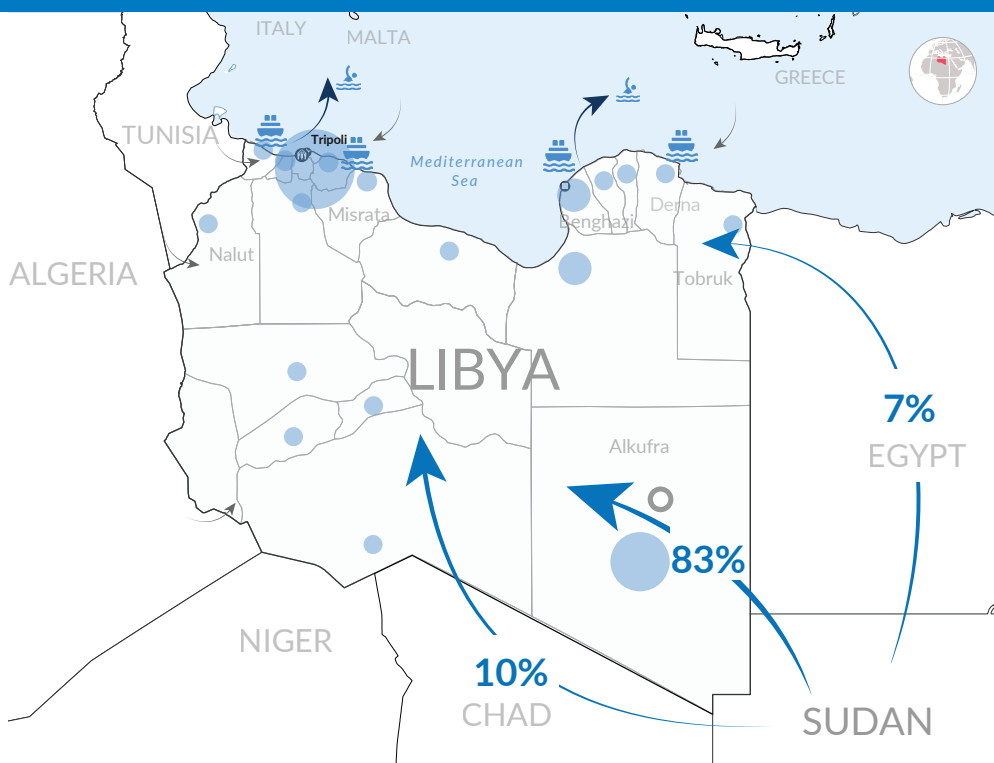 ITALY
MALTA
GREECE
TUNISIA
Tripoli
Mediterranean
Sea
Misrata
Benghazi
Derna
Nalut
ALGERIA
Tobruk
LIBYA
7%
EGYPT
Alkufra
83%
NIGER
10%
CHAD
SUDAN